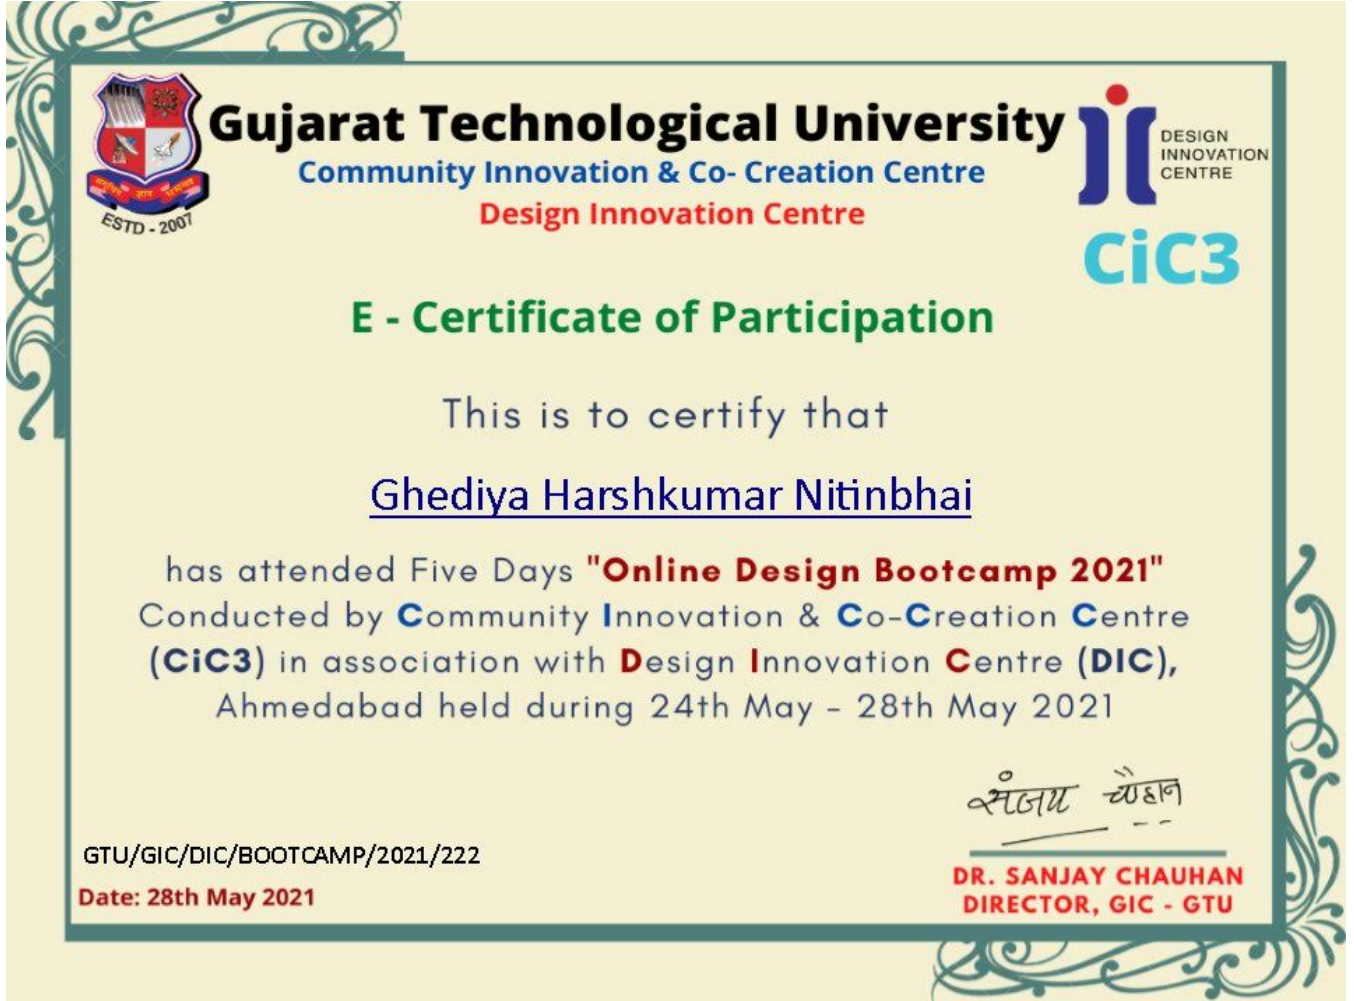 Gujarat Technological University
Community Innovation & Co- Creation Centre
Design Innovation Centre
ESTD - 2007
DESIGN
INNOVATION
CENTRE
CiC3
E - Certificate of Participation
This is to certify that
Ghediya Harshkumar Nitinbhai
has attended Five Days "Online Design Bootcamp 2021"
Conducted by Community Innovation & Co-Creation Centre
(CiC3) in association with Design Innovation Centre (DIC),
Ahmedabad held during 24th May - 28th May 2021
संजय चौहान
GTU/GIC/DIC/BOOTCAMP/2021/222
Date: 28th May 2021
DR. SANJAY CHAUHAN
DIRECTOR, GIC - GTU